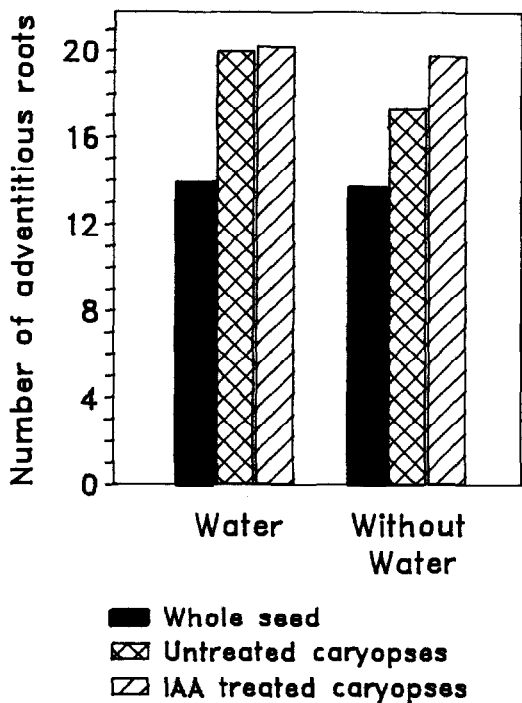 Number of adventitious roots
20
16
12
8
4
0
Water
Without
Water
Whole seed
Untreated caryopses
IAA treated caryopses